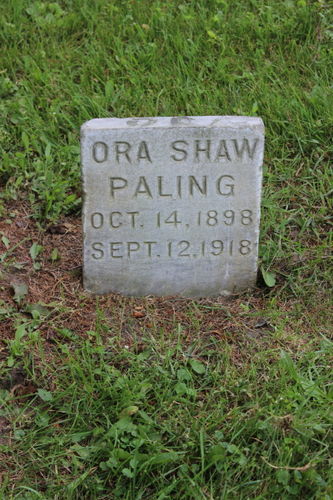 ORA SHAW
PALING
OCT. 14, 1898
SEPT. 12, 1918